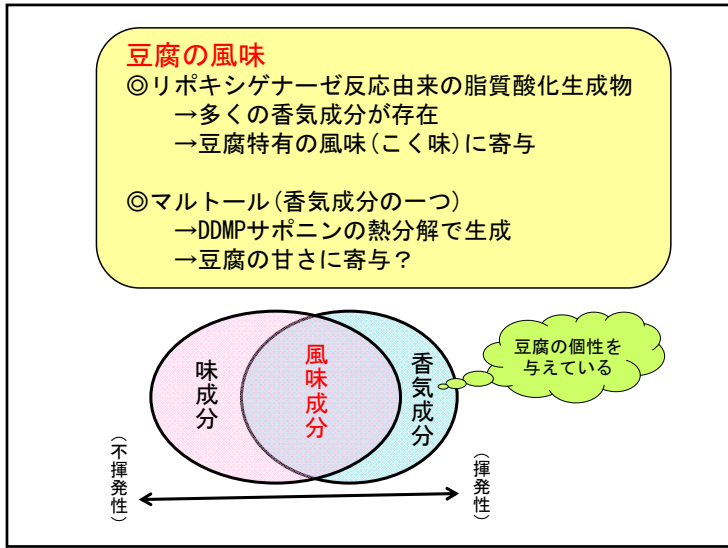 豆腐の風味
◎リポキシゲナーゼ反応由来の脂質酸化生成物
→多くの香気成分が存在
→豆腐特有の風味(こく味)に寄与
◎マルトール(香気成分の一つ)
→DDMPサポニンの熱分解で生成
→豆腐の甘さに寄与？
味成分
風味成分
香気成分
豆腐の個性を
与えている
(不揮発性)
(揮発性)